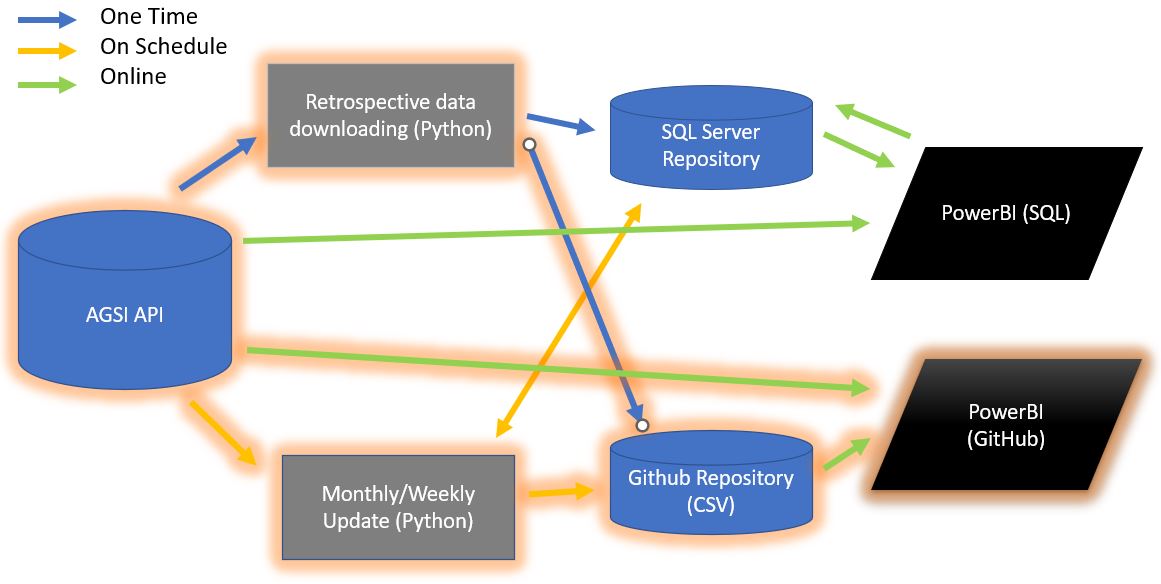 One Time
On Schedule
Online
Retrospective data
downloading (Python)
SQL Server
Repository
PowerBI (SQL)
AGSI API
PowerBI
(GitHub)
Monthly/Weekly
Update (Python)
Github Repository
(CSV)